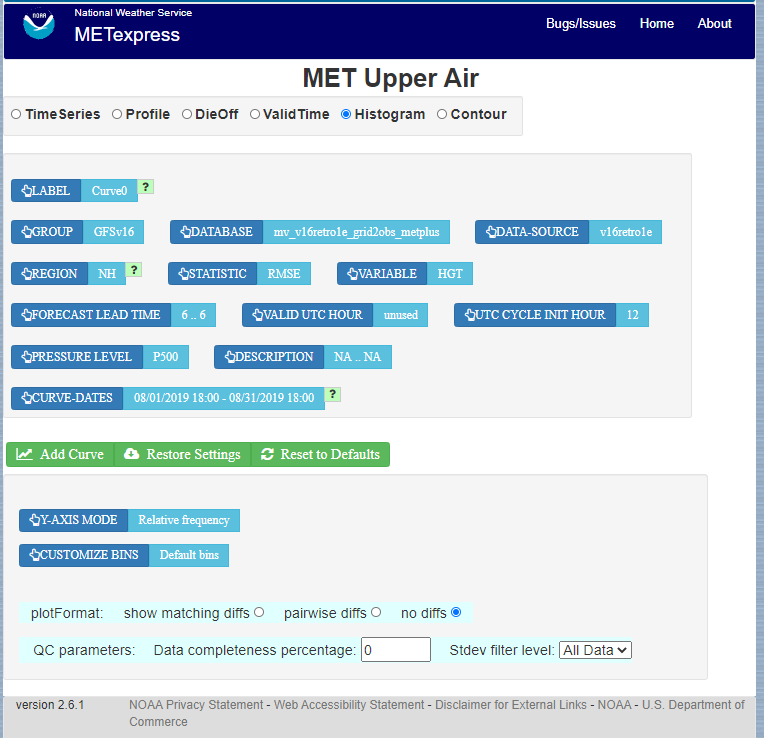 NOAA
National Weather Service
METexpress
Bugs/Issues Home About
MET Upper Air
TimeSeries Profile DieOff ValidTime Histogram Contour
LABEL Curve0 ?
GROUP GFSv16 DATABASE mv_v16retro1e_grid2obs_metplus DATA-SOURCE v16retro1e
REGION NH ? STATISTIC RMSE VARIABLE HGT
FORECAST LEAD TIME 6 .. 6 VALID UTC HOUR unused UTC CYCLE INIT HOUR 12
PRESSURE LEVEL P500 DESCRIPTION NA .. NA
CURVE-DATES 08/01/2019 18:00 - 08/31/2019 18:00 ?
Add Curve Restore Settings Reset to Defaults
Y-AXIS MODE Relative frequency
CUSTOMIZE BINS Default bins
plotFormat: show matching diffs pairwise diffs no diffs
QC parameters: Data completeness percentage: 0 Stdev filter level: All Data
version 2.6.1 NOAA Privacy Statement - Web Accessibility Statement - Disclaimer for External Links - NOAA - U.S. Department of
Commerce